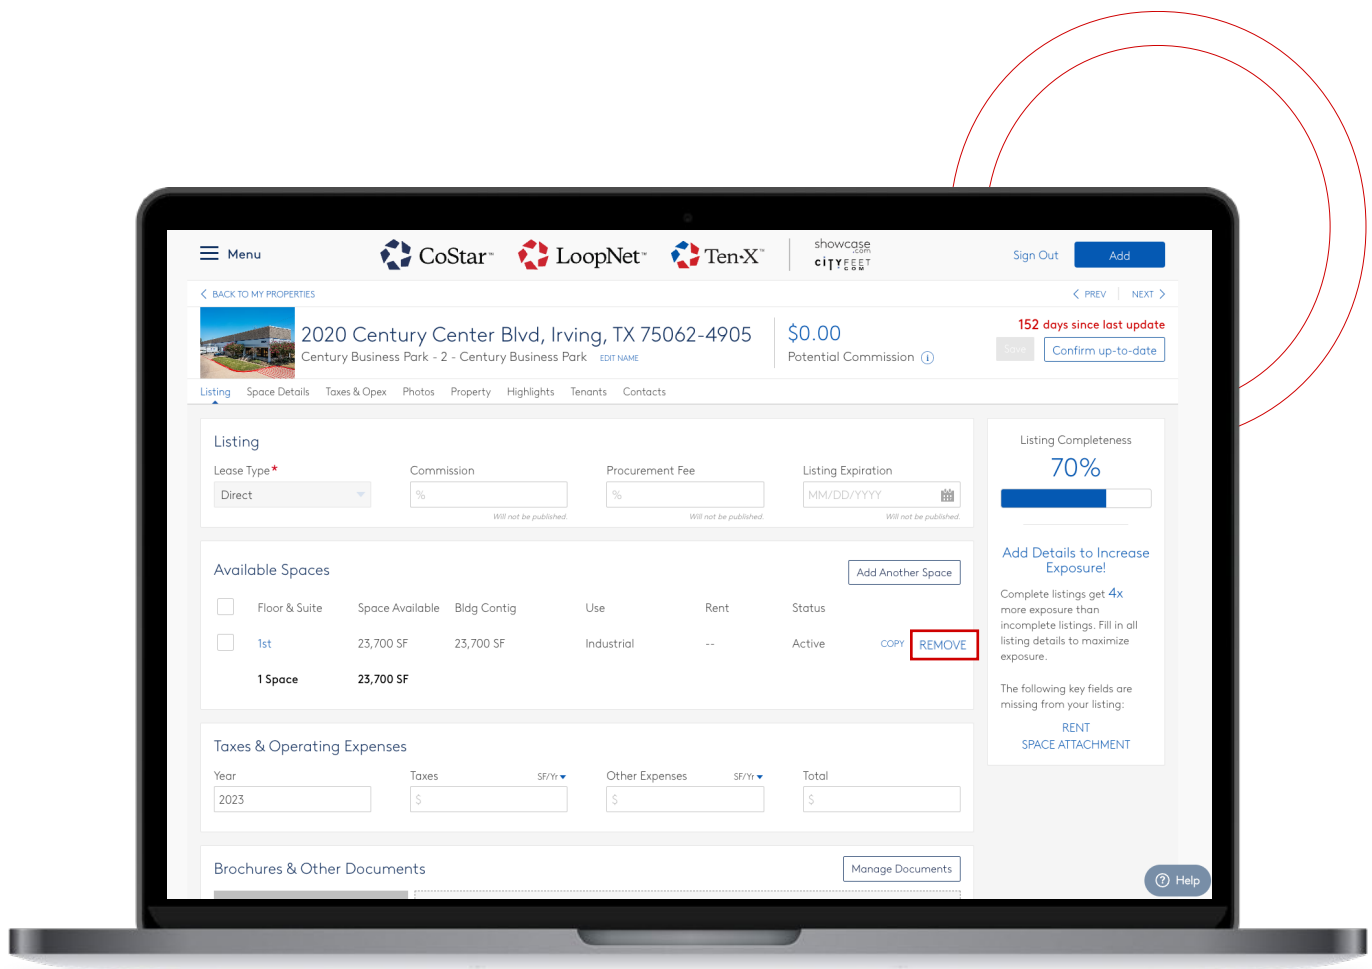 Menu
CoStar™
LoopNet™
Ten-X™
showcase
.com
CITYFEET
COM
Sign Out
Add
BACK TO MY PROPERTIES
PREV
NEXT
2020 Century Center Blvd, Irving, TX 75062-4905
Century Business Park - 2 - Century Business Park EDIT NAME
$0.00
Potential Commission
152 days since last update
Save
Confirm up-to-date
Listing Space Details Taxes & Opex Photos Property Highlights Tenants Contacts
Listing
Lease Type* Commission Procurement Fee Listing Expiration
Direct % % MM/DD/YYYY
Will not be published. Will not be published. Will not be published.
Available Spaces
Add Another Space
Floor & Suite Space Available Bldg Contig Use Rent Status
1st 23,700 SF 23,700 SF Industrial -- Active COPY REMOVE
1 Space 23,700 SF
Taxes & Operating Expenses
Year Taxes SF/Yr Other Expenses SF/Yr Total
2023 $ $ $
Brochures & Other Documents
Manage Documents
Listing Completeness
70%
Add Details to Increase
Exposure!
Complete listings get 4x
more exposure than
incomplete listings. Fill in all
listing details to maximize
exposure.
The following key fields are
missing from your listing:
RENT
SPACE ATTACHMENT
? Help